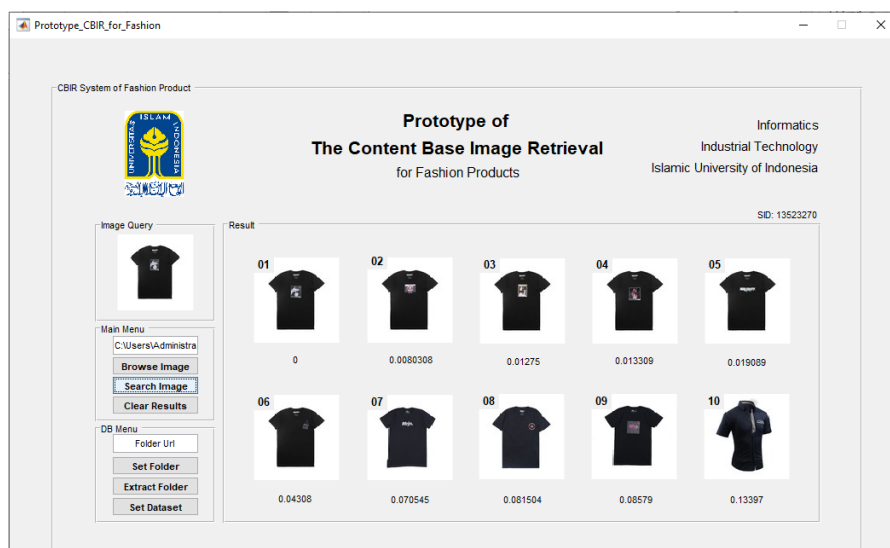 Prototype_CBIR_for_Fashion
CBIR System of Fashion Product
ISLAM
UNIVERSITAS
INDONESIA
Prototype of
The Content Base Image Retrieval
for Fashion Products
Informatics
Industrial Technology
Islamic University of Indonesia
SID: 13523270
Image Query
Main Menu
C:\Users\Administra
Browse Image
Search Image
Clear Results
DB Menu
Folder Url
Set Folder
Extract Folder
Set Dataset
Result
01 02 03 04 05
0 0.0080308 0.01275 0.013309 0.019089
06 07 08 09 10
0.04308 0.070545 0.081504 0.08579 0.13397